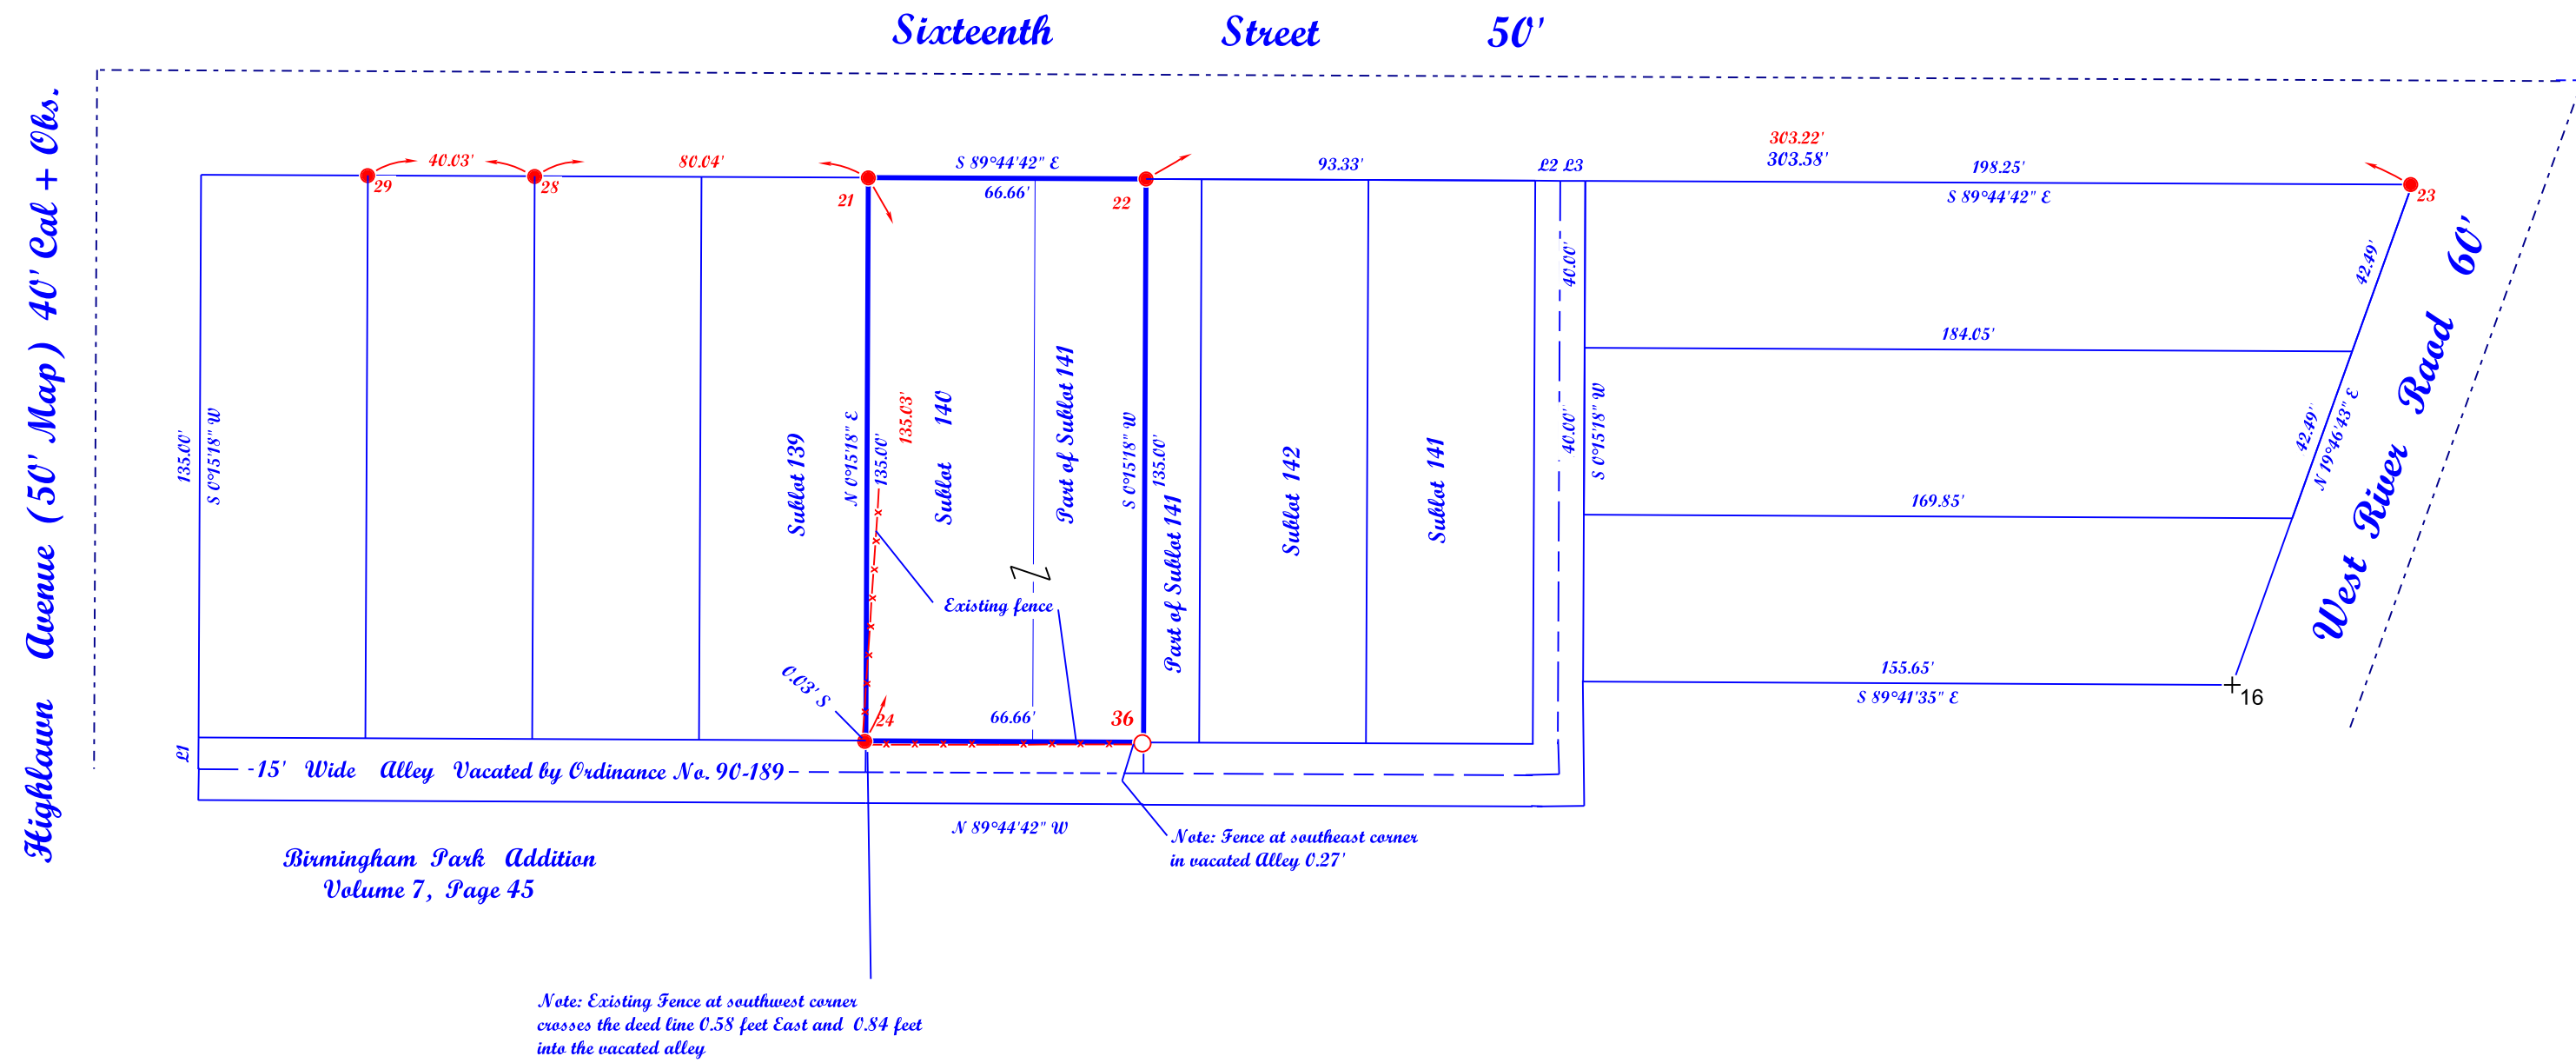 Sixteenth Street 50'
Highlawn Avenue (50' Map) 40' Cal + Obs.
303.22'
40.03'
80.04'
S 89°44'42" E
93.33'
L2 L3
303.58'
198.25'
29
28
21
66.66'
22
S 89°44'42" E
23
40.00'
42.49'
West River Raod 60'
184.05'
135.00'
S 0°15'18" W
Sublot 139
N 0°15'18" E
135.00'
135.03'
Sublot 140
Part of Sublot 141
S 0°15'18" W
135.00'
Part of Sublot 141
Sublot 142
Sublot 141
40.00'
S 0°15'18" W
42.49'
N 19°46'43" E
169.85'
Existing fence
0.03' S
155.65'
S 89°41'35" E
16
24
66.66'
36
L1
-15' Wide Alley Vacated by Ordinance No. 90-189
N 89°44'42" W
Note: Fence at southeast corner
in vacated Alley 0.27'
Birmingham Park Addition
Volume 7, Page 45
Note: Existing Fence at southwest corner
crosses the deed line 0.58 feet East and 0.84 feet
into the vacated alley